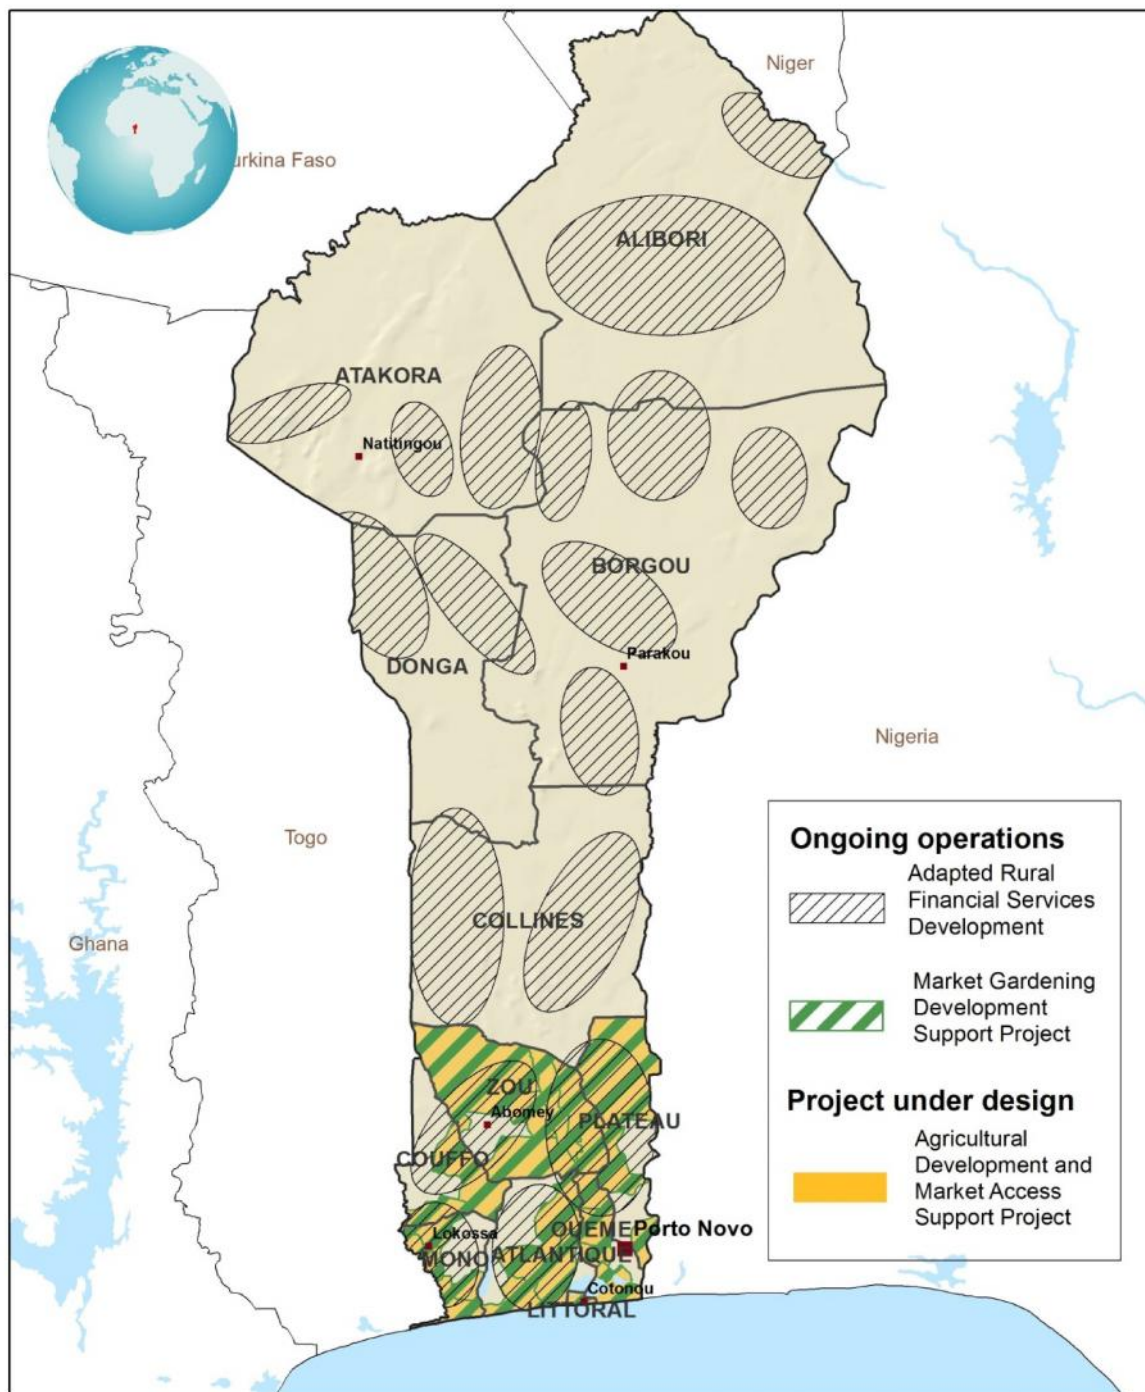 Niger
urkina Faso
ALIBORI
ATAKORA
Natitingou
BORGOU
Parakou
DONGA
Nigeria
Togo
Ongoing operations
Adapted Rural
Financial Services
Development
COLLINES
Ghana
Market Gardening
Development
Support Project
ZOU
Project under design
Abomey
PLATEAU
Agricultural
Development and
Market Access
Support Project
COUFFO
OUEME
Porto Novo
Lokossa
MONO
ATLANTIQUE
Cotonou
LITTORAL